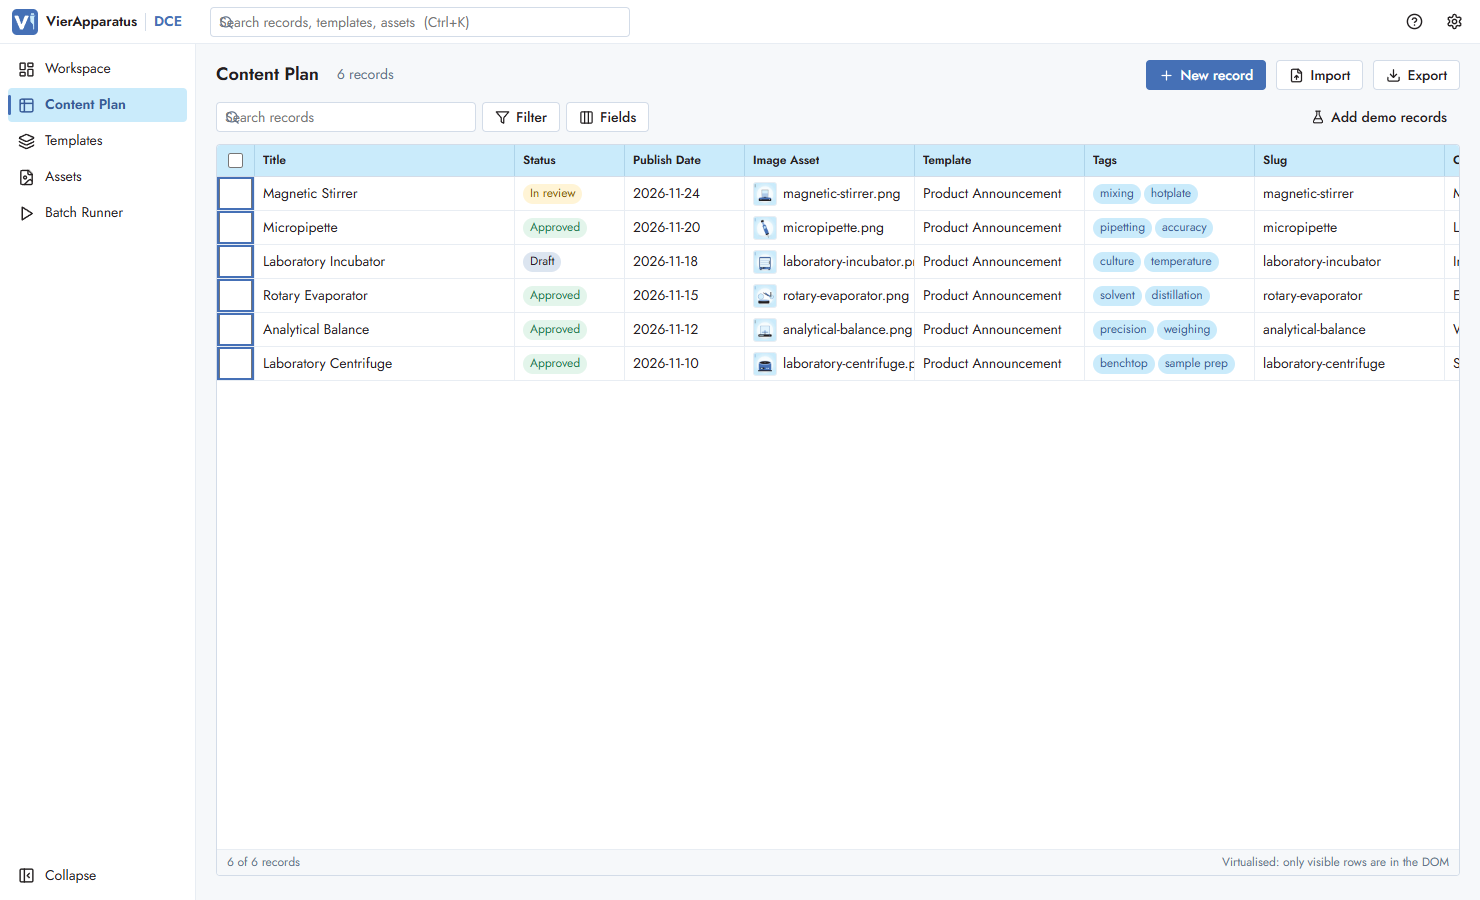 VierApparatus DCE
Search records, templates, assets (Ctrl+K)
Workspace
Content Plan
Templates
Assets
Batch Runner
Collapse
Content Plan 6 records
New record
Import
Export
Search records
Filter
Fields
Add demo records
Title Status Publish Date Image Asset Template Tags Slug
Magnetic Stirrer In review 2026-11-24 magnetic-stirrer.png Product Announcement mixing hotplate magnetic-stirrer
Micropipette Approved 2026-11-20 micropipette.png Product Announcement pipetting accuracy micropipette
Laboratory Incubator Draft 2026-11-18 laboratory-incubator.p Product Announcement culture temperature laboratory-incubator
Rotary Evaporator Approved 2026-11-15 rotary-evaporator.png Product Announcement solvent distillation rotary-evaporator
Analytical Balance Approved 2026-11-12 analytical-balance.png Product Announcement precision weighing analytical-balance
Laboratory Centrifuge Approved 2026-11-10 laboratory-centrifuge.p Product Announcement benchtop sample prep laboratory-centrifuge
6 of 6 records
Virtualised: only visible rows are in the DOM